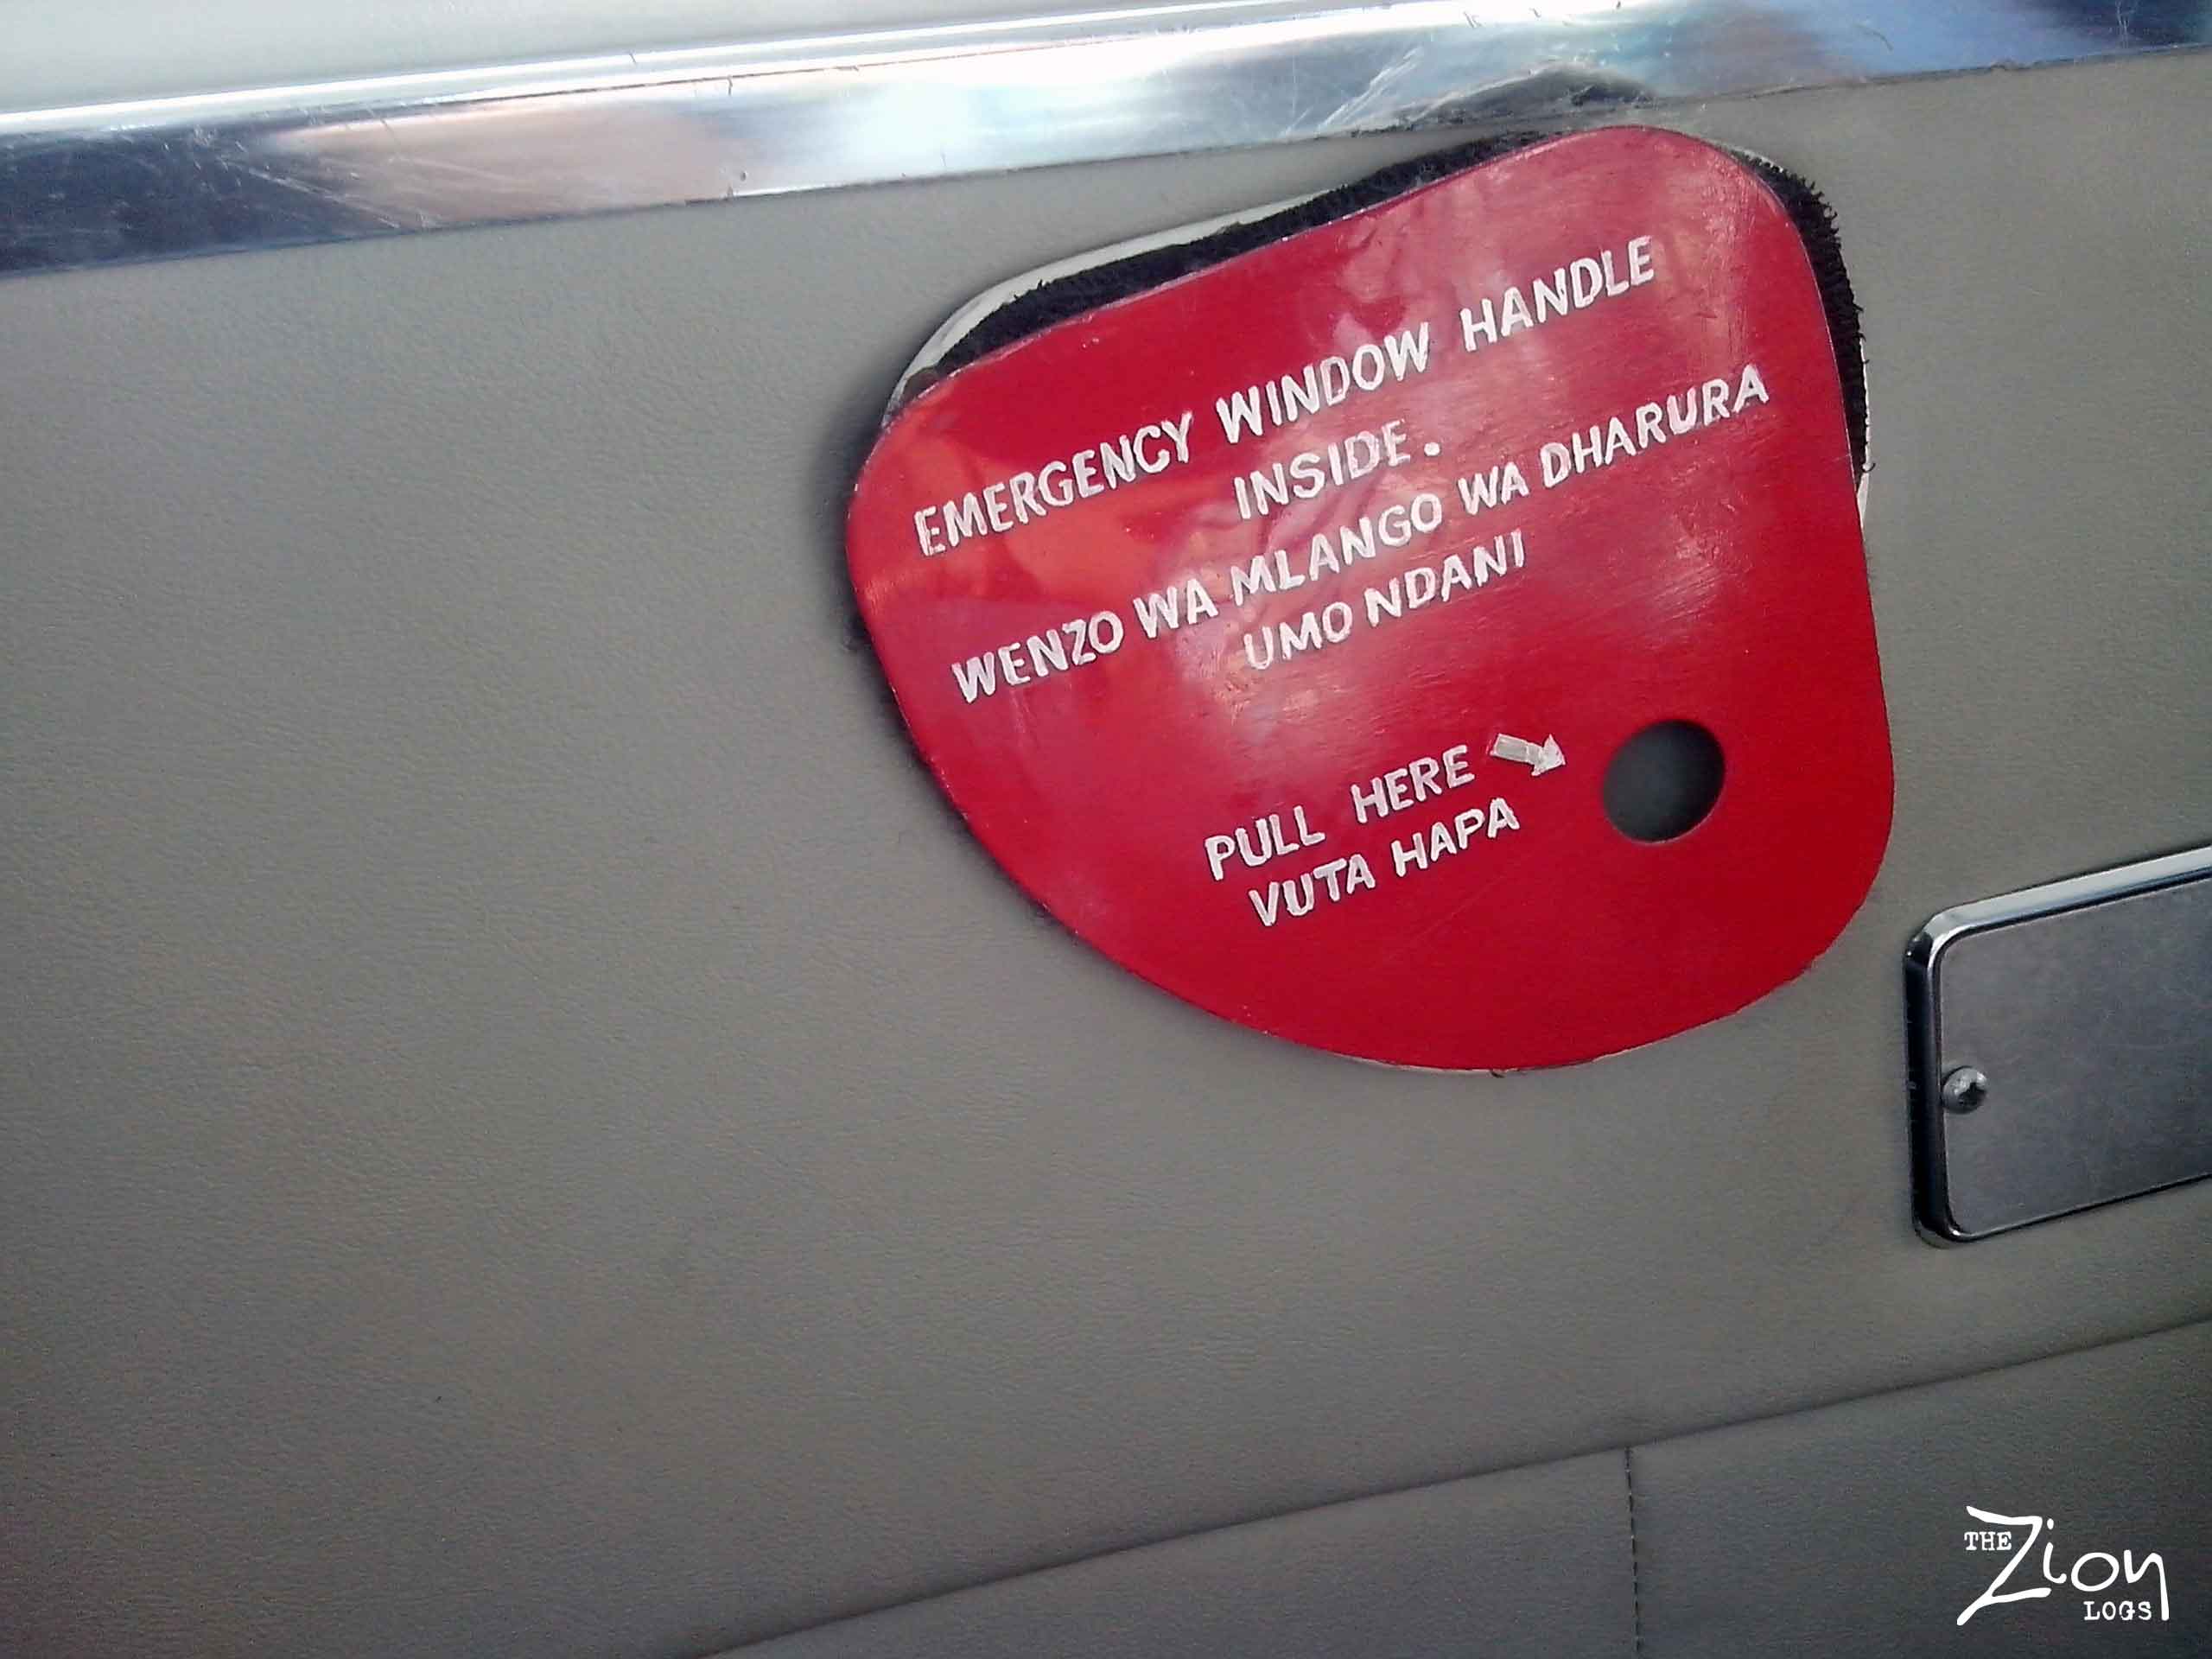 EMERGENCY WINDOW HANDLE
INSIDE.
WENZO WA MLANGO WA DHARURA
UMO NDANI
PULL HERE
VUTA HAPA
THE Zion
LOGS